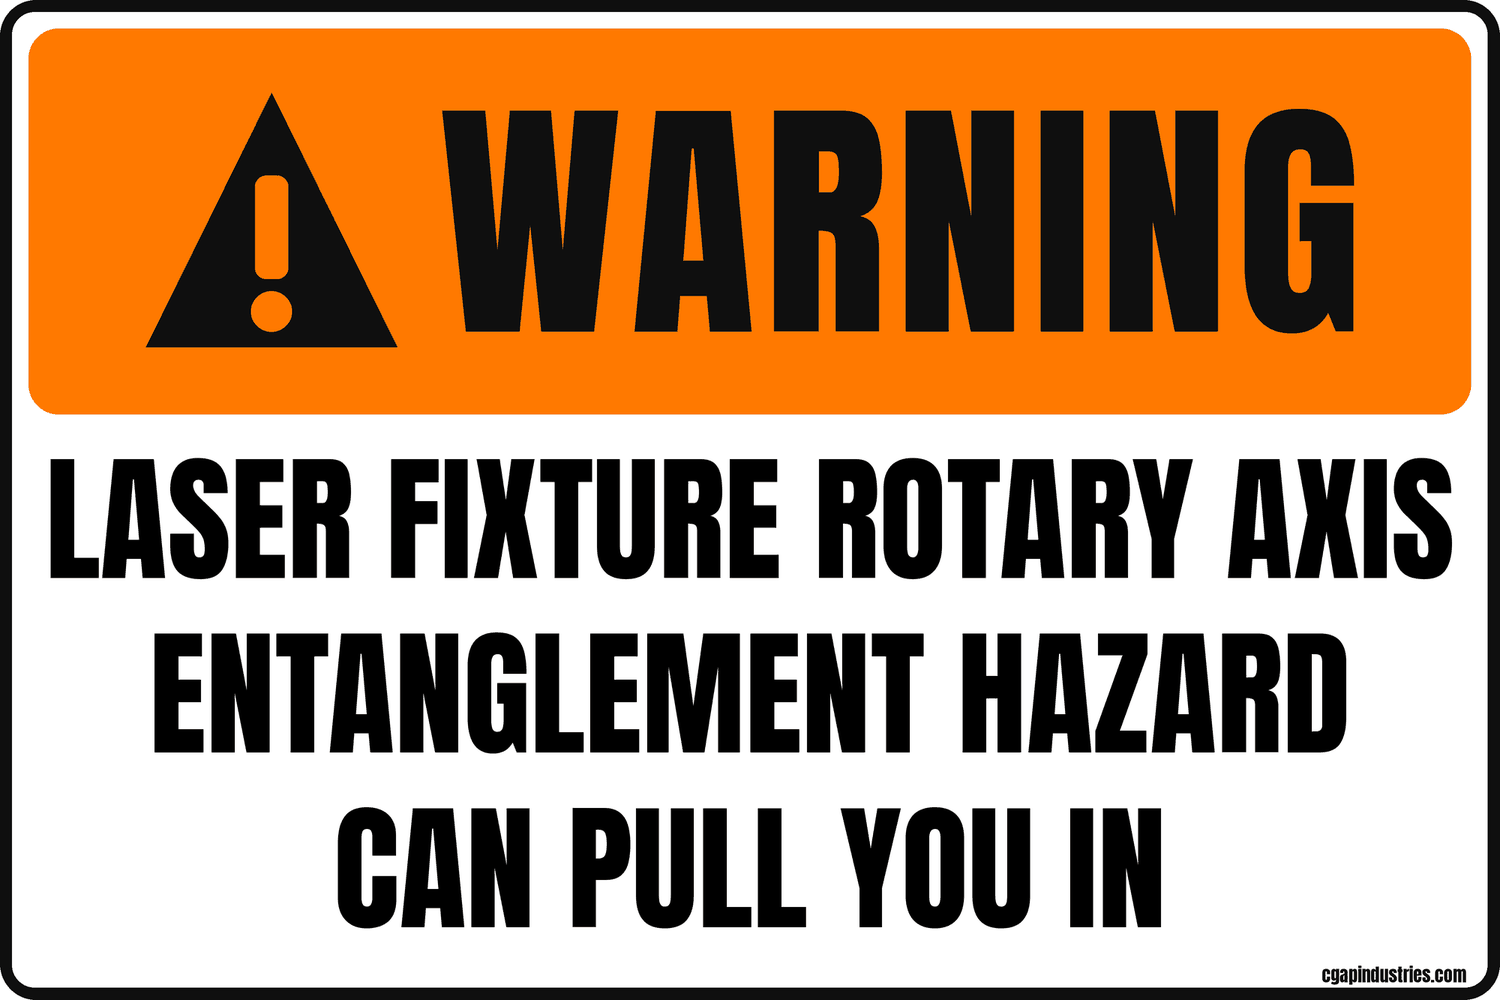 WARNING
LASER FIXTURE ROTARY AXIS
ENTANGLEMENT HAZARD
CAN PULL YOU IN
cgapindustries.com